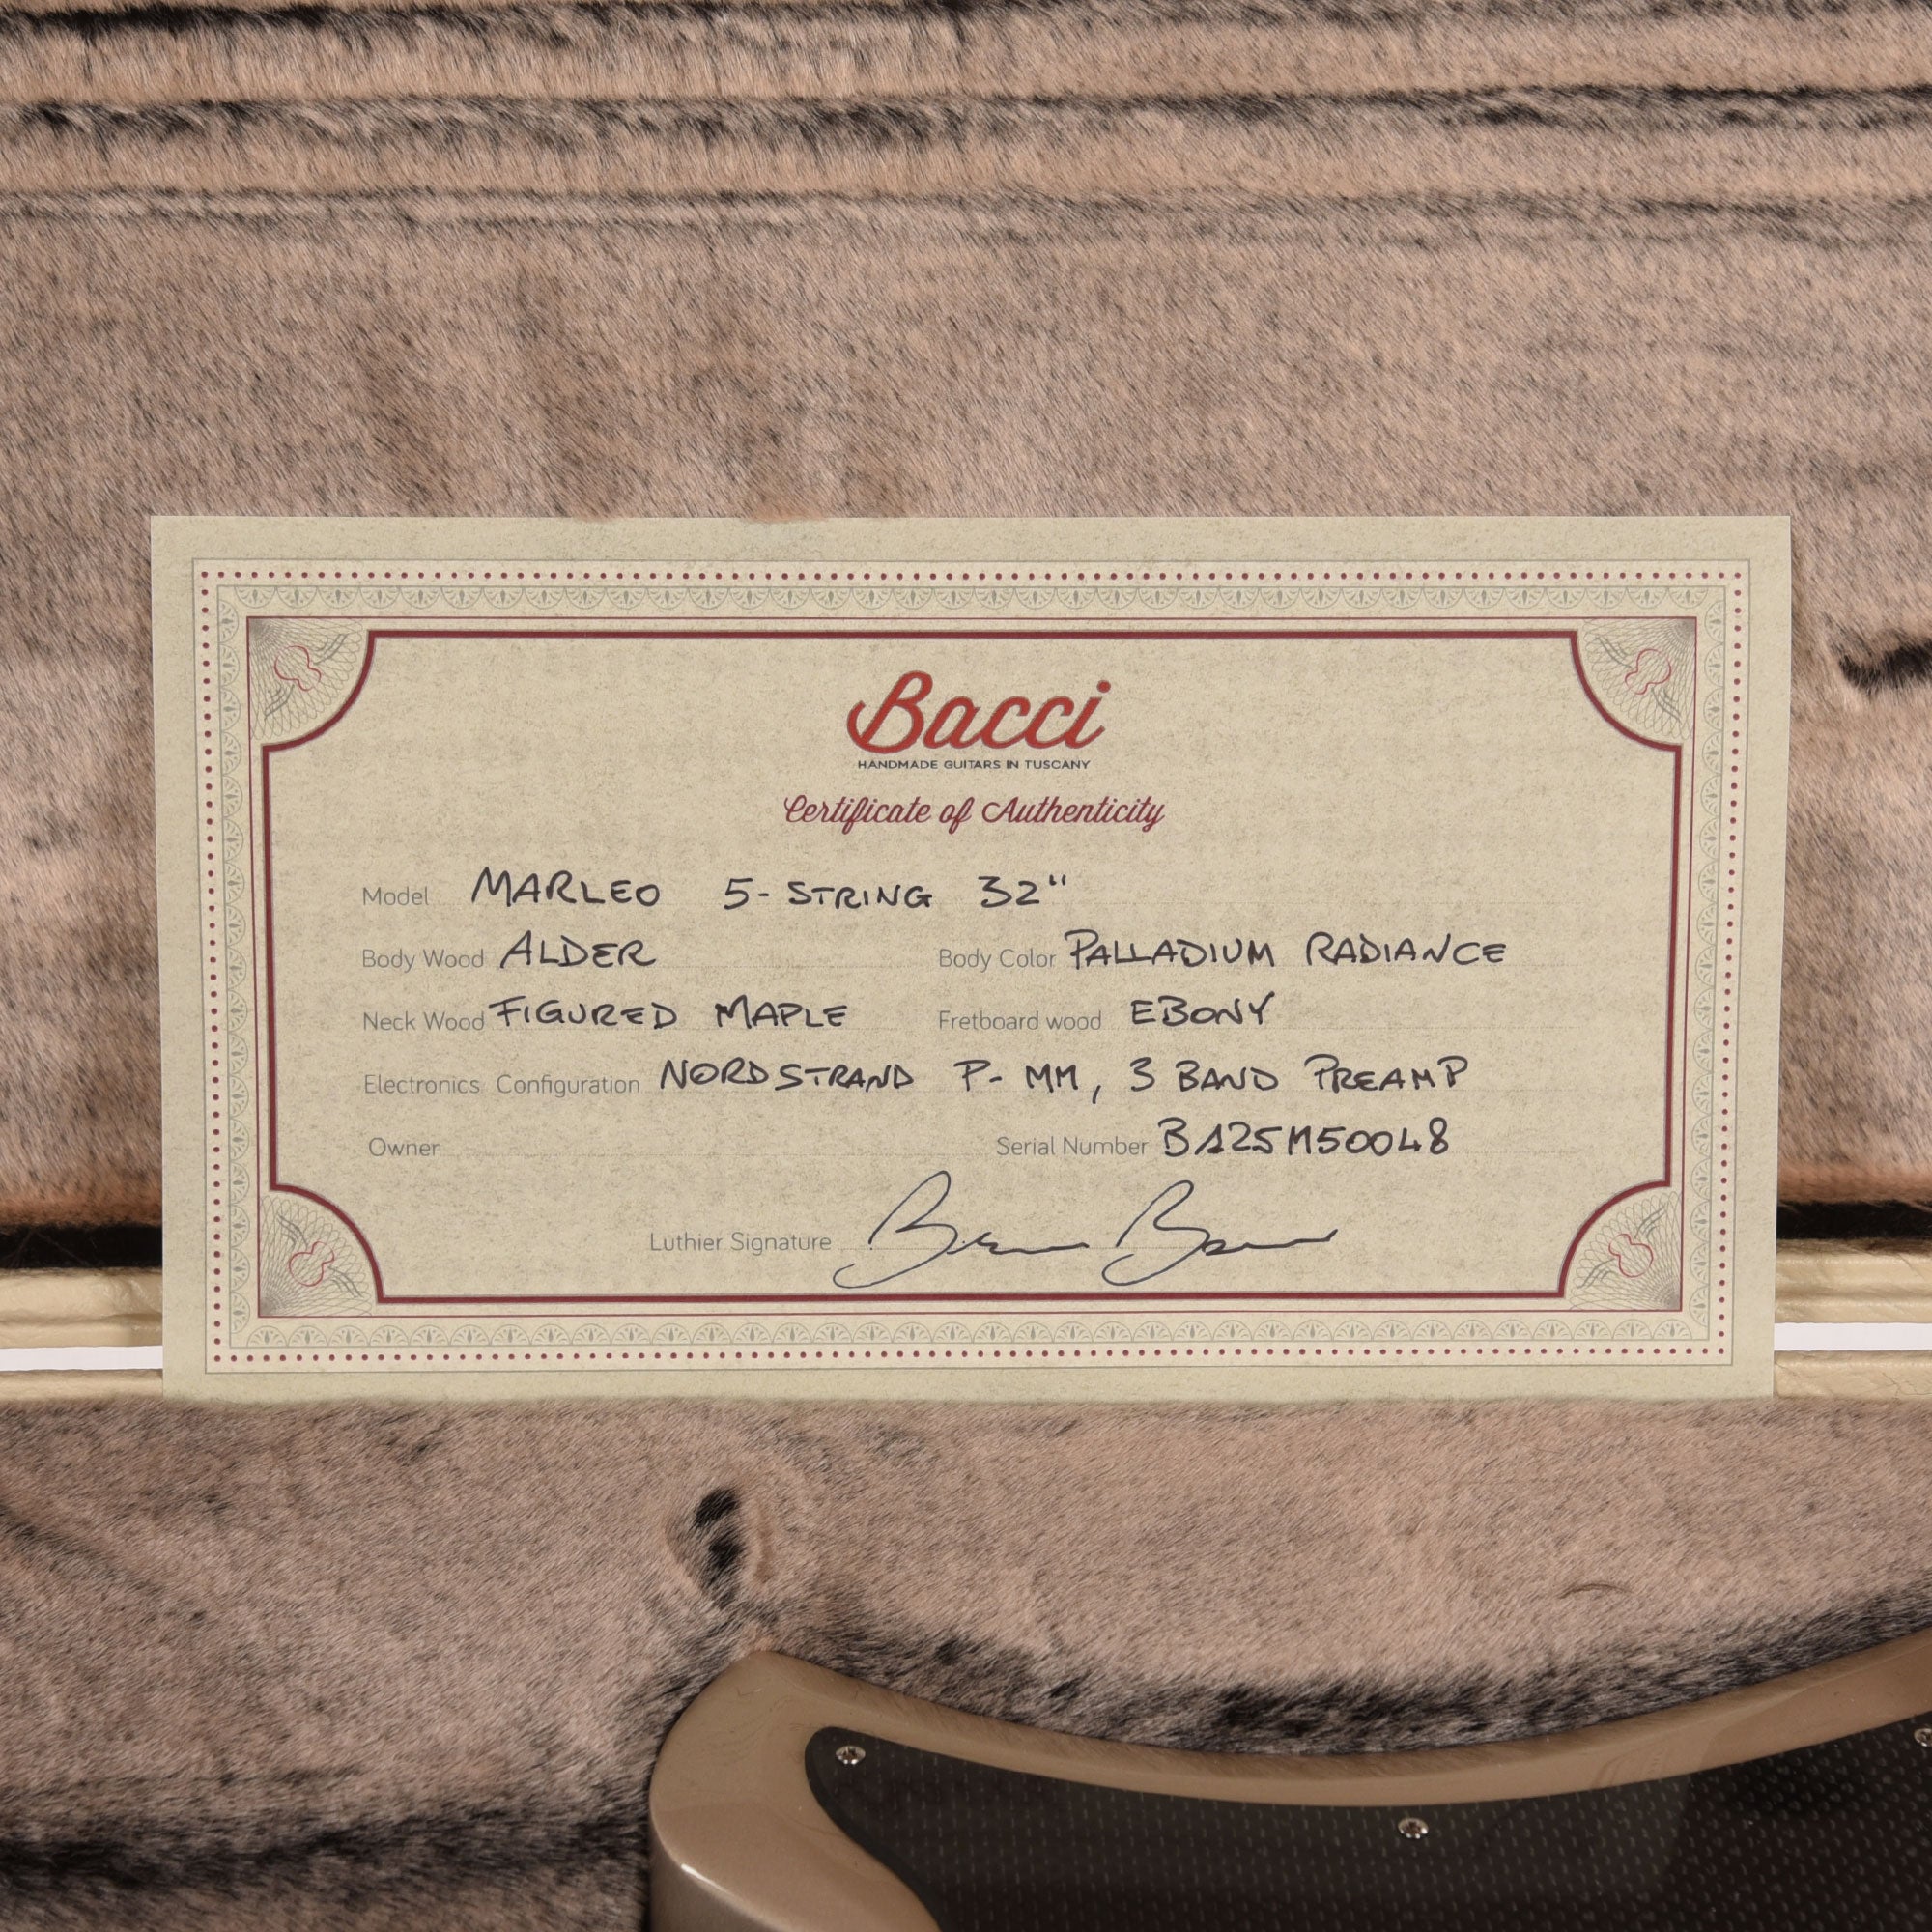 Bacci
HANDMADE GUITARS IN TUSCANY
Certificate of Authenticity
Model MARLEO 5-STRING 32"
Body Wood ALDER Body Color PALLADIUM RADIANCE
Neck Wood FIGURED MAPLE Fretboard wood EBONY
Electronics Configuration NORDSTRAND P-MM, 3 BAND PREAMP
Owner Serial Number BA25M50048
Luthier Signature